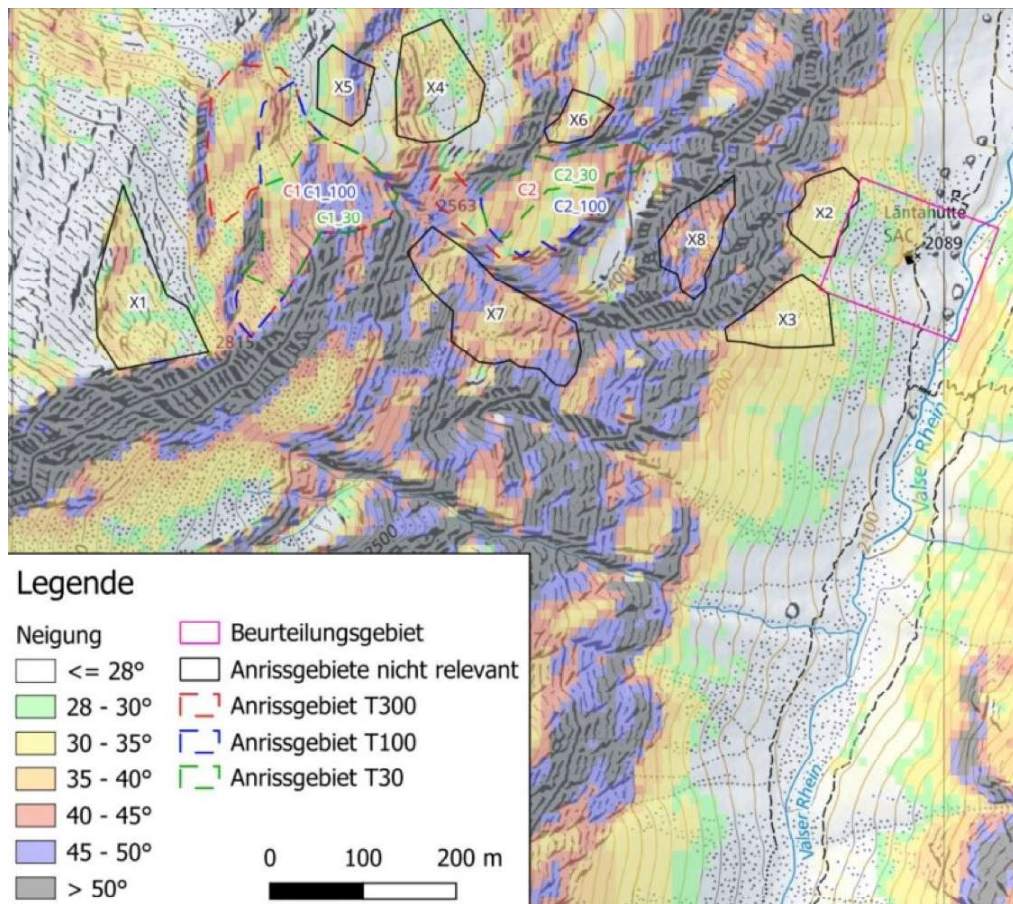 X5
X4
X6
C1
C1_100
C1_30
C2
C2_30
C2_100
2563
X2
Läntahütte
SAC
2089
X8
X1
X7
X3
2400
2200
Valser Rhein
2100
2500
Valser Rhein
Legende
Neigung
<= 28°
28 - 30°
30 - 35°
35 - 40°
40 - 45°
45 - 50°
> 50°
Beurteilungsgebiet
Anrissgebiete nicht relevant
Anrissgebiet T300
Anrissgebiet T100
Anrissgebiet T30
0 100 200 m